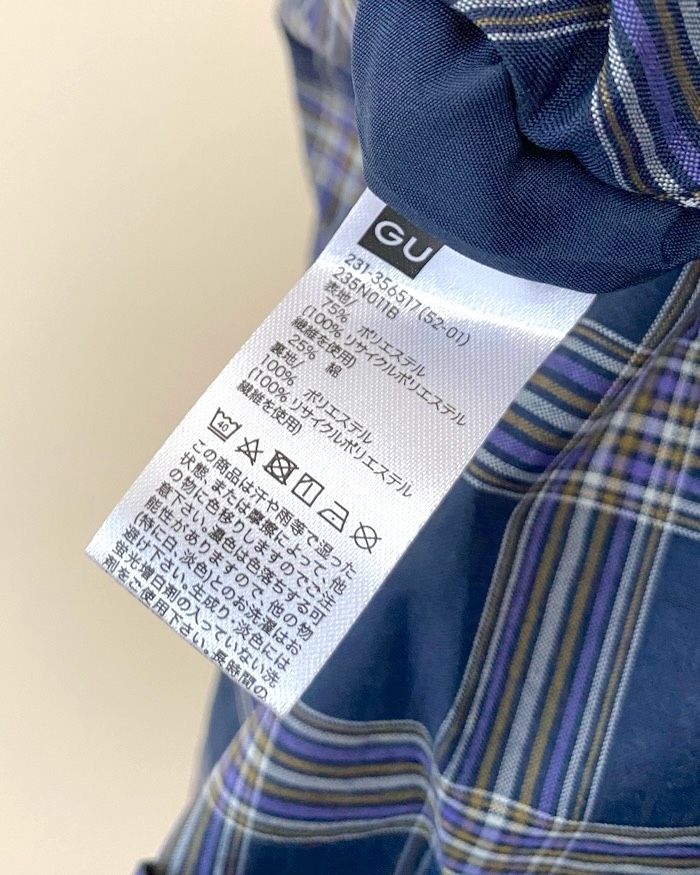 GU
231-356517(52-01)
235N011B
表地/
75% ポリエステル
(100% リサイクルポリエステル
繊維を使用)
25% 綿
裏地/
100% ポリエステル
(100% リサイクルポリエステル
繊維を使用)
40
この商品は汗や雨等で湿った
状態、または摩擦によって、他
の物に色移りしますのでご注
意下さい。濃色は色落ちする可
能性がありますので 他の物
(特に白、淡色)とのお洗濯はお
避け下さい。生成り、淡色には
蛍光増白剤の入っていない洗
剤をご使用下さい。長時間の